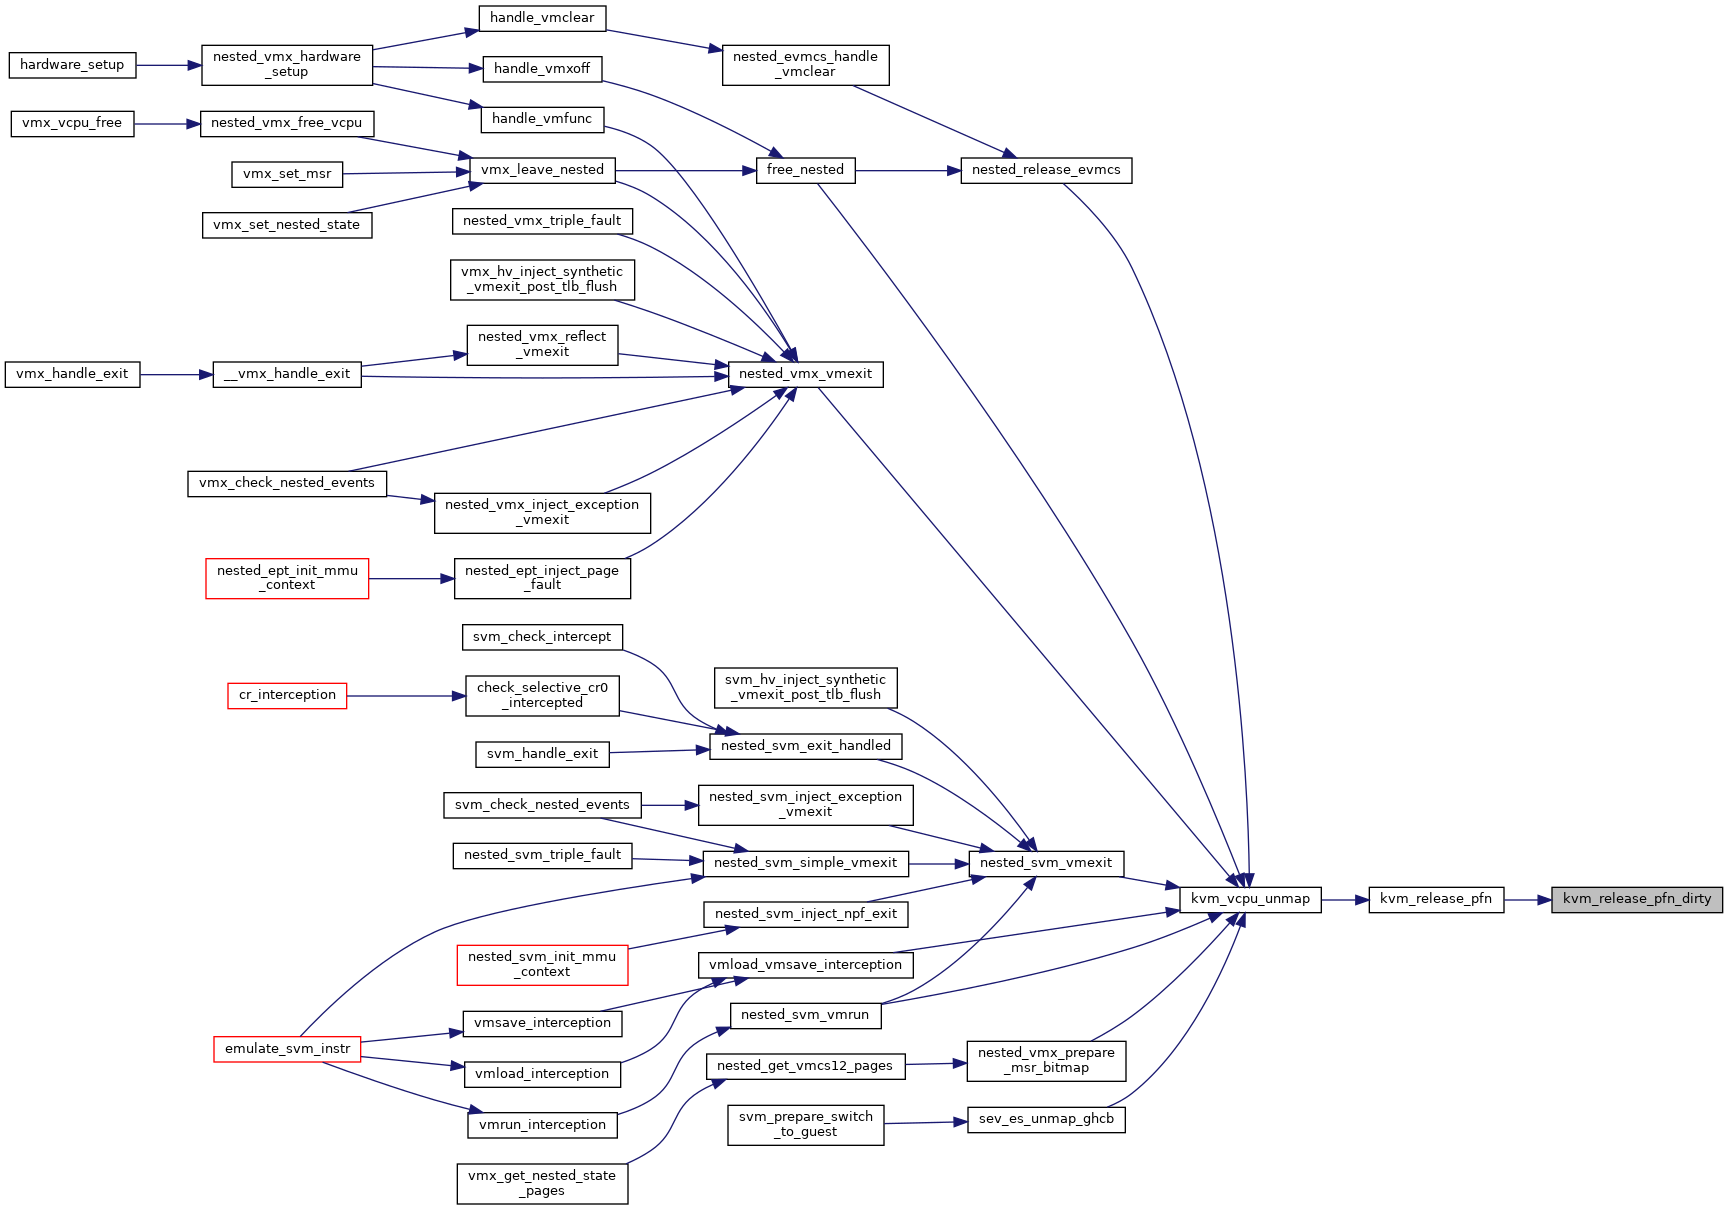 handle_vmclear
nested_vmx_hardware
_setup
hardware_setup
nested_evmcs_handle
_vmclear
handle_vmxoff
handle_vmfunc
vmx_vcpu_free
nested_vmx_free_vcpu
vmx_set_msr
vmx_leave_nested
free_nested
nested_release_evmcs
vmx_set_nested_state
nested_vmx_triple_fault
vmx_hv_inject_synthetic
_vmexit_post_tlb_flush
nested_vmx_reflect
_vmexit
vmx_handle_exit
__vmx_handle_exit
nested_vmx_vmexit
vmx_check_nested_events
nested_vmx_inject_exception
_vmexit
nested_ept_init_mmu
_context
nested_ept_inject_page
_fault
svm_check_intercept
cr_interception
check_selective_cr0
_intercepted
svm_hv_inject_synthetic
_vmexit_post_tlb_flush
svm_handle_exit
nested_svm_exit_handled
svm_check_nested_events
nested_svm_inject_exception
_vmexit
nested_svm_triple_fault
nested_svm_simple_vmexit
nested_svm_vmexit
kvm_vcpu_unmap
kvm_release_pfn
kvm_release_pfn_dirty
nested_svm_inject_npf_exit
nested_svm_init_mmu
_context
vmload_vmsave_interception
vmsave_interception
nested_svm_vmrun
emulate_svm_instr
vmload_interception
nested_get_vmcs12_pages
nested_vmx_prepare
_msr_bitmap
vmrun_interception
svm_prepare_switch
_to_guest
sev_es_unmap_ghcb
vmx_get_nested_state
_pages